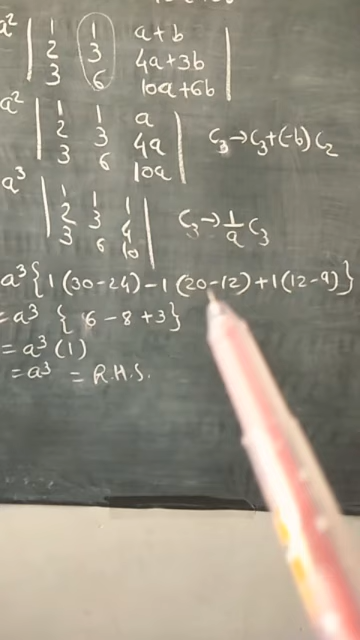 a² | 1 1 a+b |
| 2 3 4a+3b |
| 3 6 10a+6b |
a² | 1 1 a |
| 2 3 4a | C₃→C₃+(-b)C₂
| 3 6 10a |
a³ | 1 1 1 |
| 2 3 4 | C₃→1/a C₃
| 3 6 10 |
a³{1(30-24)-1(20-12)+1(12-9)}
=a³ {6-8+3}
=a³(1)
=a³ = R.H.S.